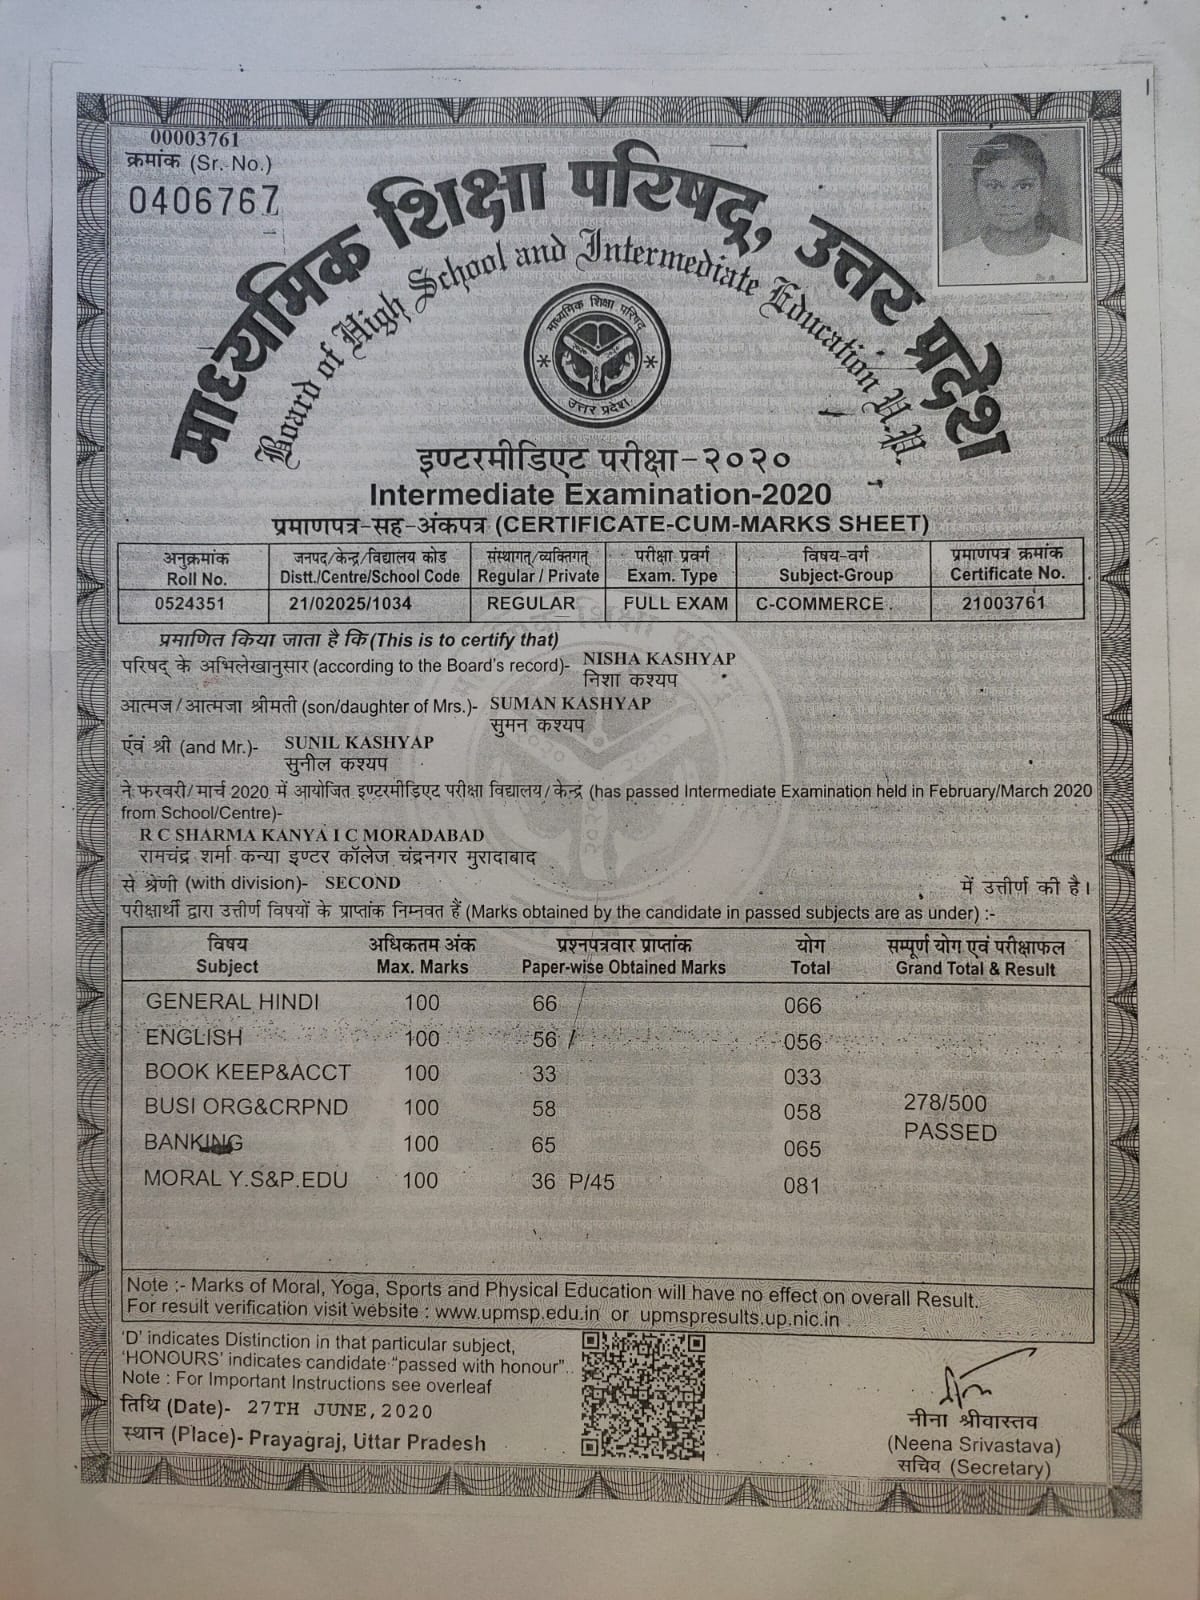 00003761
क्रमांक (Sr. No.)
0406767
माध्यमिक शिक्षा परिषद्, उत्तर प्रदेश
Board of High School and Intermediate Education U.P.
माध्यमिक शिक्षा परिषद
उत्तर प्रदेश
इण्टरमीडिएट परीक्षा-२०२०
Intermediate Examination-2020
प्रमाणपत्र-सह-अंकपत्र (CERTIFICATE-CUM-MARKS SHEET)
अनुक्रमांक जनपद/केन्द्र/विद्यालय कोड संस्थागत्/व्यक्तिगत् परीक्षा प्रवर्ग विषय-वर्ग प्रमाणपत्र क्रमांक
Roll No. Distt./Centre/School Code Regular / Private Exam. Type Subject-Group Certificate No.
0524351 21/02025/1034 REGULAR FULL EXAM C-COMMERCE 21003761
प्रमाणित किया जाता है कि (This is to certify that)
परिषद् के अभिलेखानुसार (according to the Board's record)- NISHA KASHYAP
निशा कश्यप
आत्मज/आत्मजा श्रीमती (son/daughter of Mrs.)- SUMAN KASHYAP
सुमन कश्यप
एंवं श्री (and Mr.)- SUNIL KASHYAP
सुनील कश्यप
ने फरवरी/मार्च 2020 में आयोजित इण्टरमीडिएट परीक्षा विद्यालय/केन्द्र (has passed Intermediate Examination held in February/March 2020
from School/Centre)-
R C SHARMA KANYA I C MORADABAD
रामचंद्र शर्मा कन्या इण्टर कॉलेज चंद्रनगर मुरादाबाद
से श्रेणी (with division)- SECOND में उत्तीर्ण की है।
परीक्षार्थी द्वारा उत्तीर्ण विषयों के प्राप्तांक निम्नवत हैं (Marks obtained by the candidate in passed subjects are as under) :-
विषय अधिकतम अंक प्रश्नपत्रवार प्राप्तांक योग सम्पूर्ण योग एवं परीक्षाफल
Subject Max. Marks Paper-wise Obtained Marks Total Grand Total & Result
GENERAL HINDI 100 66 066
ENGLISH 100 56 056
BOOK KEEP&ACCT 100 33 033
BUSI ORG&CRPND 100 58 058 278/500
PASSED
BANKING 100 65 065
MORAL Y.S&P.EDU 100 36 P/45 081
Note :- Marks of Moral, Yoga, Sports and Physical Education will have no effect on overall Result.
For result verification visit website : www.upmsp.edu.in or upmspresults.up.nic.in
'D' indicates Distinction in that particular subject,
'HONOURS' indicates candidate "passed with honour".
Note : For Important Instructions see overleaf
तिथि (Date)- 27TH JUNE, 2020
स्थान (Place)- Prayagraj, Uttar Pradesh
नीना श्रीवास्तव
(Neena Srivastava)
सचिव (Secretary)